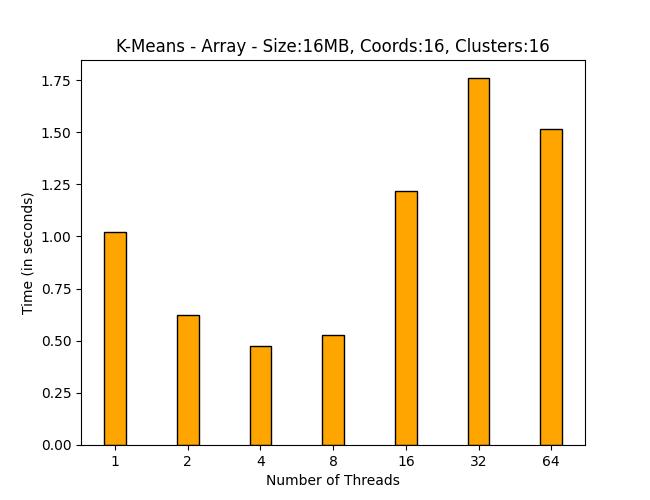 K-Means - Array - Size:16MB, Coords:16, Clusters:16
1.75
1.50
1.25
1.00
0.75
0.50
0.25
0.00
Time (in seconds)
1 2 4 8 16 32 64
Number of Threads